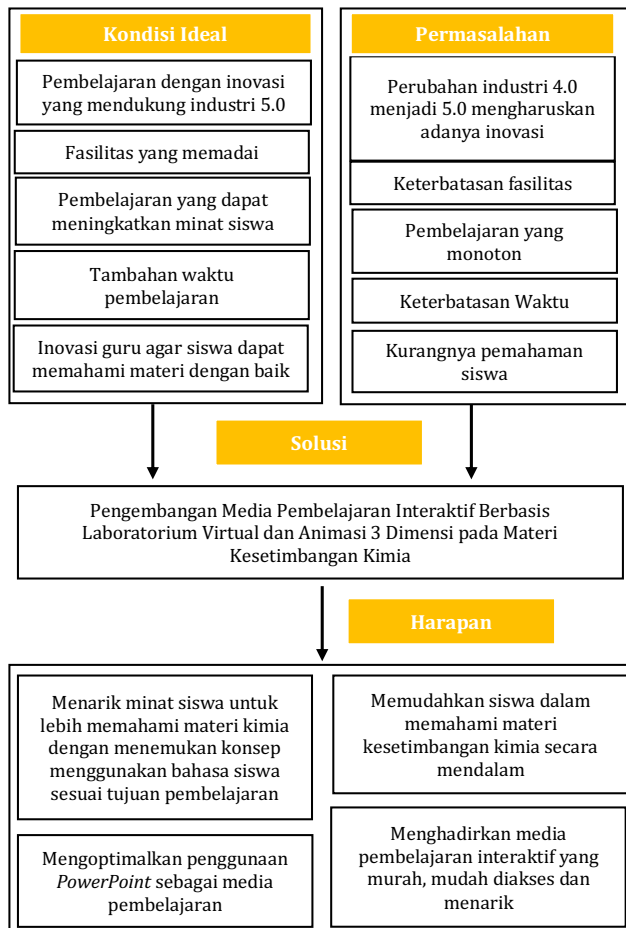 Kondisi Ideal
Pembelajaran dengan inovasi
yang mendukung industri 5.0
Fasilitas yang memadai
Pembelajaran yang dapat
meningkatkan minat siswa
Tambahan waktu
pembelajaran
Inovasi guru agar siswa dapat
memahami materi dengan baik
Permasalahan
Perubahan industri 4.0
menjadi 5.0 mengharuskan
adanya inovasi
Keterbatasan fasilitas
Pembelajaran yang
monoton
Keterbatasan Waktu
Kurangnya pemahaman
siswa
Solusi
Pengembangan Media Pembelajaran Interaktif Berbasis
Laboratorium Virtual dan Animasi 3 Dimensi pada Materi
Kesetimbangan Kimia
Harapan
Menarik minat siswa untuk
lebih memahami materi kimia
dengan menemukan konsep
menggunakan bahasa siswa
sesuai tujuan pembelajaran
Memudahkan siswa dalam
memahami materi
kesetimbangan kimia secara
mendalam
Mengoptimalkan penggunaan
PowerPoint sebagai media
pembelajaran
Menghadirkan media
pembelajaran interaktif yang
murah, mudah diakses dan
menarik